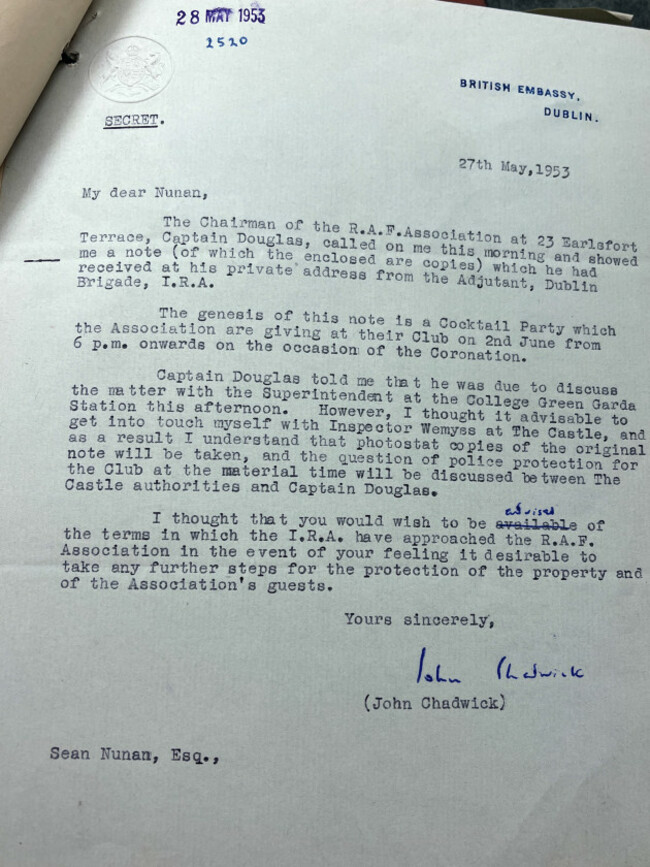 28 MAY 1953
2520
BRITISH EMBASSY,
DUBLIN.
SECRET.
27th May, 1953
My dear Nunan,
The Chairman of the R.A.F. Association at 23 Earlsfort
Terrace, Captain Douglas, called on me this morning and showed
me a note (of which the enclosed are copies) which he had
received at his private address from the Adjutant, Dublin
Brigade, I.R.A.
The genesis of this note is a Cocktail Party which
the Association are giving at their Club on 2nd June from
6 p.m. onwards on the occasion of the Coronation.
Captain Douglas told me that he was due to discuss
the matter with the Superintendent at the College Green Garda
Station this afternoon. However, I thought it advisable to
get into touch myself with Inspector Wemyss at The Castle, and
as a result I understand that photostat copies of the original
note will be taken, and the question of police protection for
the Club at the material time will be discussed between The
Castle authorities and Captain Douglas.
advised
I thought that you would wish to be available of
the terms in which the I.R.A. have approached the R.A.F.
Association in the event of your feeling it desirable to
take any further steps for the protection of the property and
of the Association's guests.
Yours sincerely,
John Chadwick
(John Chadwick)
Sean Nunan, Esq.,